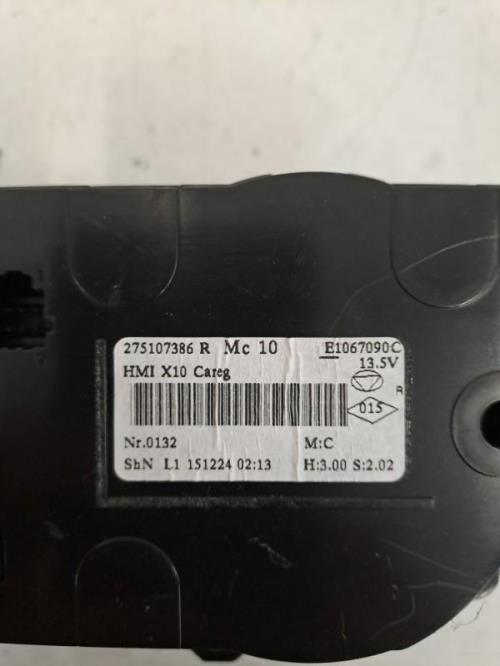 275107386 R Mc 10 E1067090C
HMI X10 Careg 13.5V
R
015
Nr.0132 M:C
ShN L1 151224 02:13 H:3.00 S:2.02